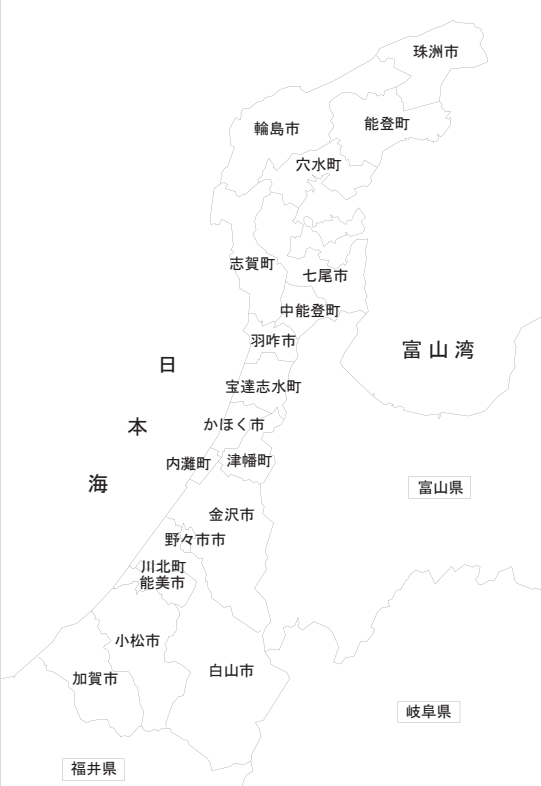 珠洲市
能登町
輪島市
穴水町
志賀町
七尾市
中能登町
羽咋市
富山湾
日本海
宝達志水町
かほく市
内灘町
津幡町
富山県
金沢市
野々市市
川北町
能美市
小松市
白山市
加賀市
岐阜県
福井県